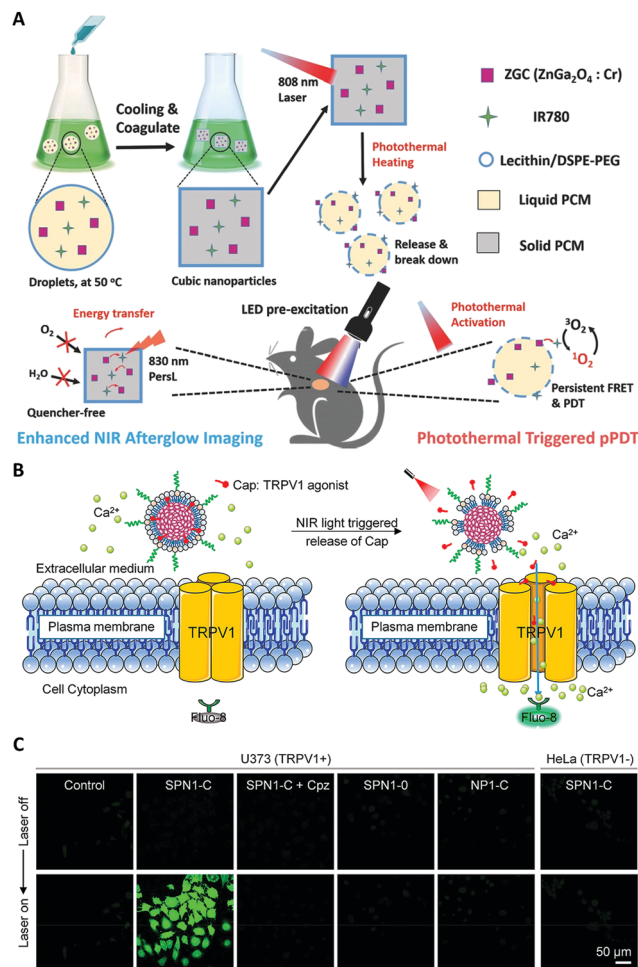 A
Cooling &
Coagulate
808 nm
Laser
Photothermal
Heating
ZGC (ZnGa₂O₄ : Cr)
IR780
Lecithin/DSPE-PEG
Liquid PCM
Solid PCM
Droplets, at 50 °C
Cubic nanoparticles
Release &
break down
Energy transfer
O₂
H₂O
830 nm
PersL
Quencher-free
LED pre-excitation
Photothermal
Activation
³O₂
¹O₂
Persistent FRET
& PDT
Enhanced NIR Afterglow Imaging
Photothermal Triggered pPDT
B
Cap: TRPV1 agonist
Ca²⁺
NIR light triggered
release of Cap
Ca²⁺
Extracellular medium
Plasma membrane
TRPV1
Plasma membrane
TRPV1
Cell Cytoplasm
Fluo-8
Ca²⁺
Fluo-8
C
U373 (TRPV1+)
HeLa (TRPV1-)
Control
SPN1-C
SPN1-C + Cpz
SPN1-0
NP1-C
SPN1-C
Laser off
Laser on
50 µm